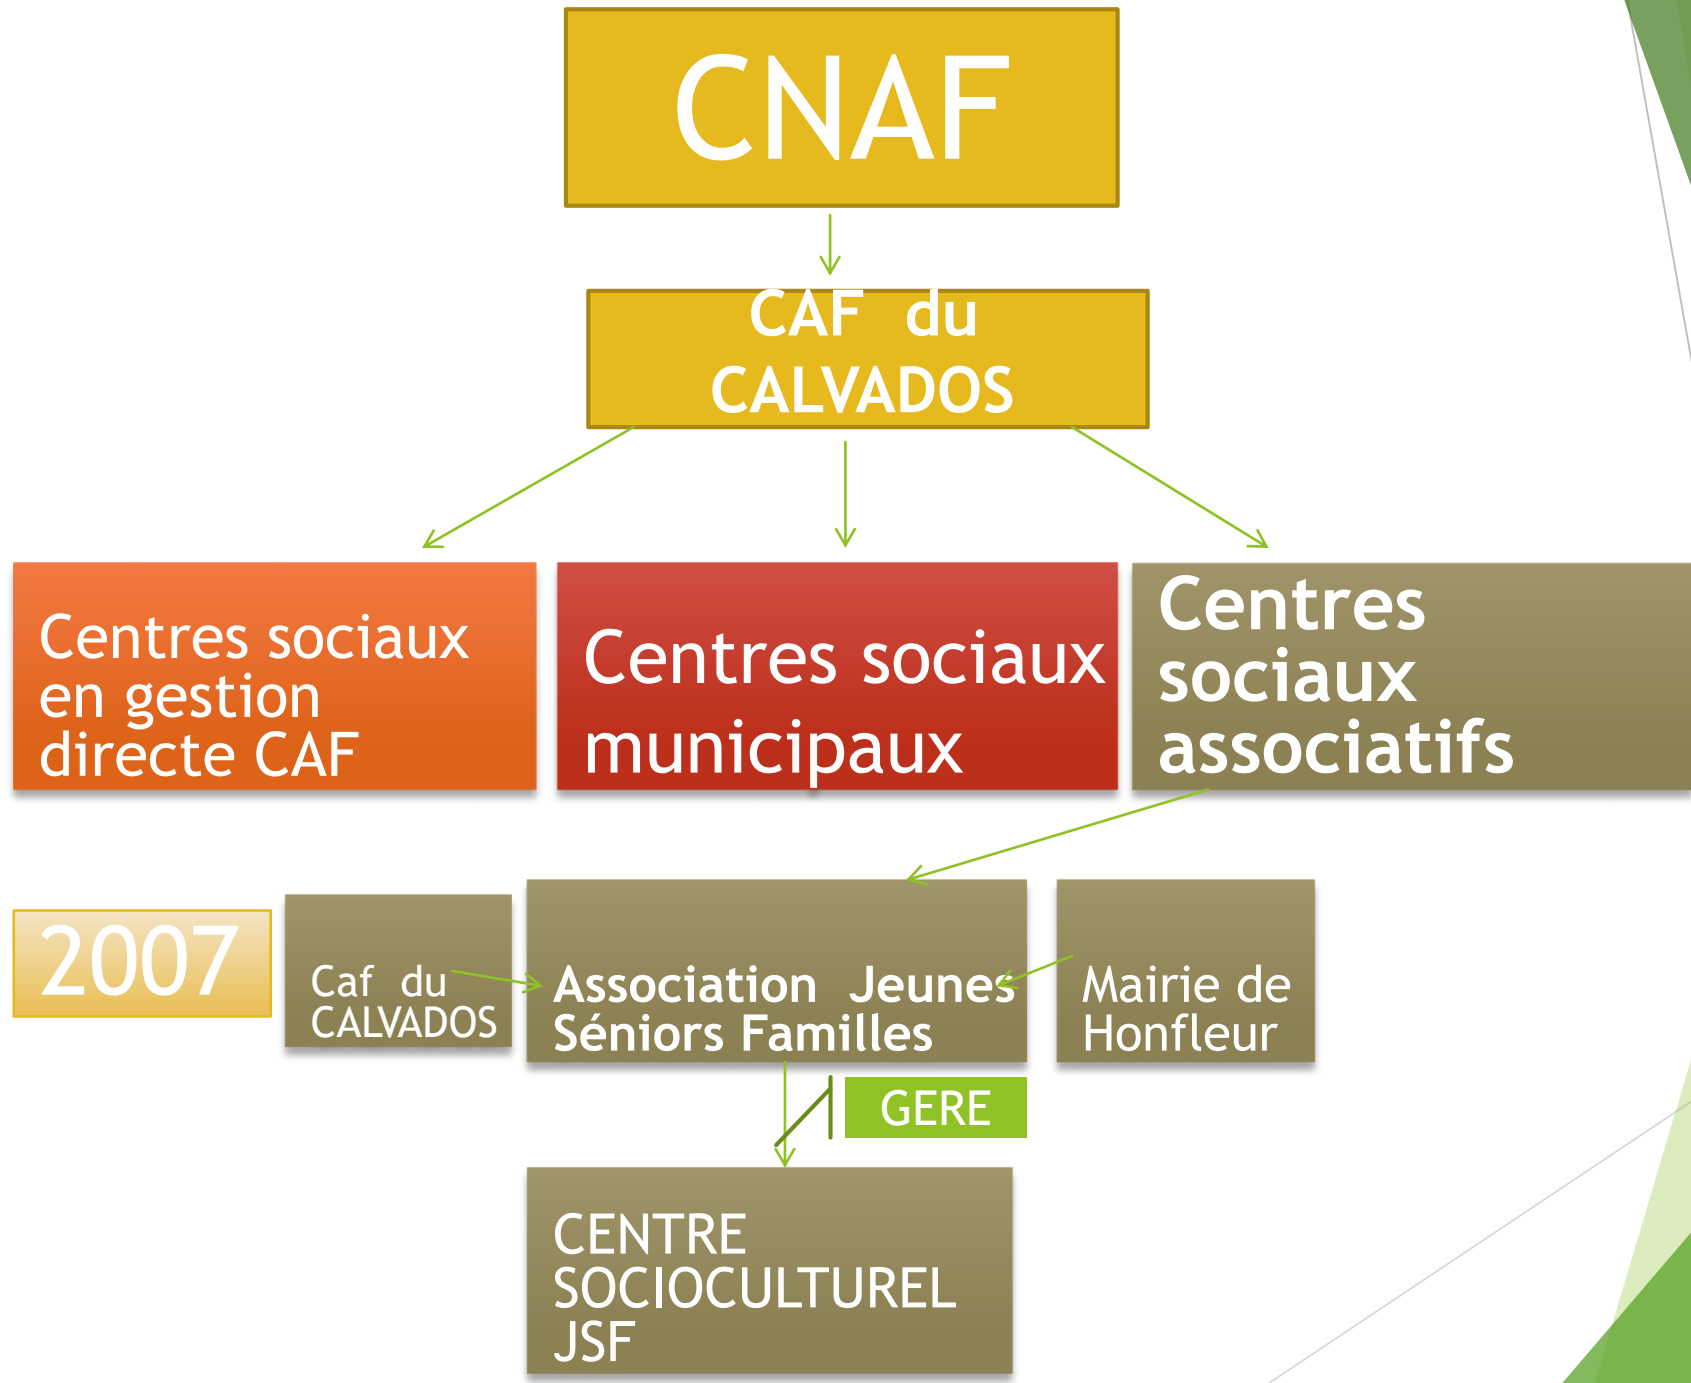 CNAF
CAF du
CALVADOS
Centres sociaux
en gestion
directe CAF
Centres sociaux
municipaux
Centres
sociaux
associatifs
2007
Caf du
CALVADOS
Association Jeunes
Séniors Familles
Mairie de
Honfleur
GERE
CENTRE
SOCIOCULTUREL
JSF